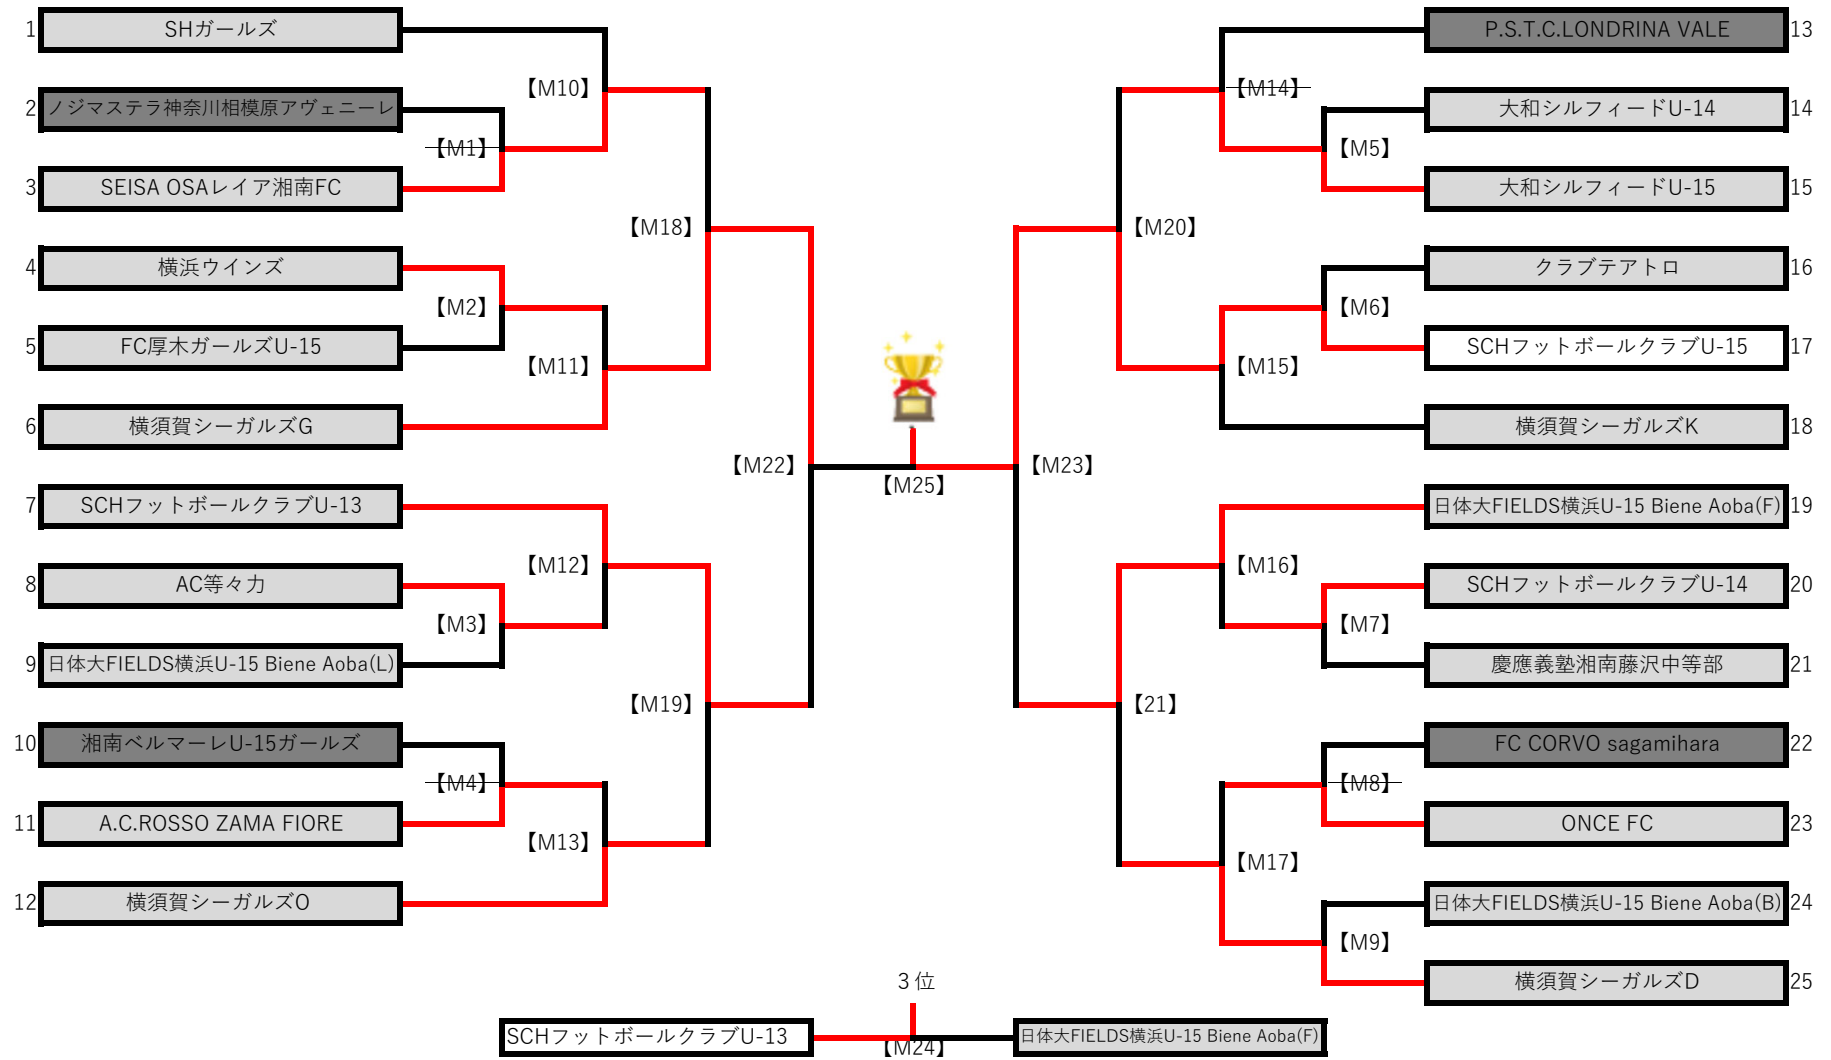 1 SHガールズ
2 ノジマステラ神奈川相模原アヴェニーレ
3 SEISA OSAレイア湘南FC
4 横浜ウインズ
5 FC厚木ガールズU-15
6 横須賀シーガルズG
7 SCHフットボールクラブU-13
8 AC等々力
9 日体大FIELDS横浜U-15 Biene Aoba(L)
10 湘南ベルマーレU-15ガールズ
11 A.C.ROSSO ZAMA FIORE
12 横須賀シーガルズO
【M1】
【M2】
【M3】
【M4】
【M10】
【M11】
【M12】
【M13】
【M18】
【M19】
【M22】
【M25】
【M23】
【M20】
【21】
【M14】
【M15】
【M16】
【M17】
【M5】
【M6】
【M7】
【M8】
【M9】
P.S.T.C.LONDRINA VALE 13
大和シルフィードU-14 14
大和シルフィードU-15 15
クラブテアトロ 16
SCHフットボールクラブU-15 17
横須賀シーガルズK 18
日体大FIELDS横浜U-15 Biene Aoba(F) 19
SCHフットボールクラブU-14 20
慶應義塾湘南藤沢中等部 21
FC CORVO sagamihara 22
ONCE FC 23
日体大FIELDS横浜U-15 Biene Aoba(B) 24
横須賀シーガルズD 25
３位
SCHフットボールクラブU-13
【M24】
日体大FIELDS横浜U-15 Biene Aoba(F)